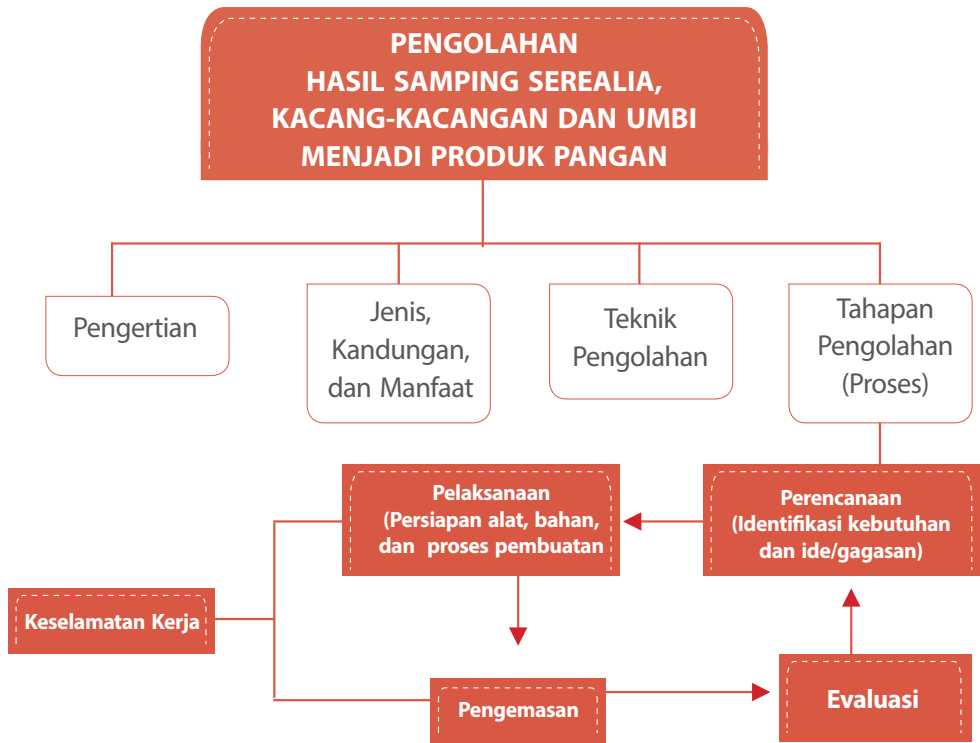 PENGOLAHAN
HASIL SAMPING SEREALIA,
KACANG-KACANGAN DAN UMBI
MENJADI PRODUK PANGAN
Pengertian
Jenis,
Kandungan,
dan Manfaat
Teknik
Pengolahan
Tahapan
Pengolahan
(Proses)
Perencanaan
(Identifikasi kebutuhan
dan ide/gagasan)
Pelaksanaan
(Persiapan alat, bahan,
dan proses pembuatan
Keselamatan Kerja
Pengemasan
Evaluasi